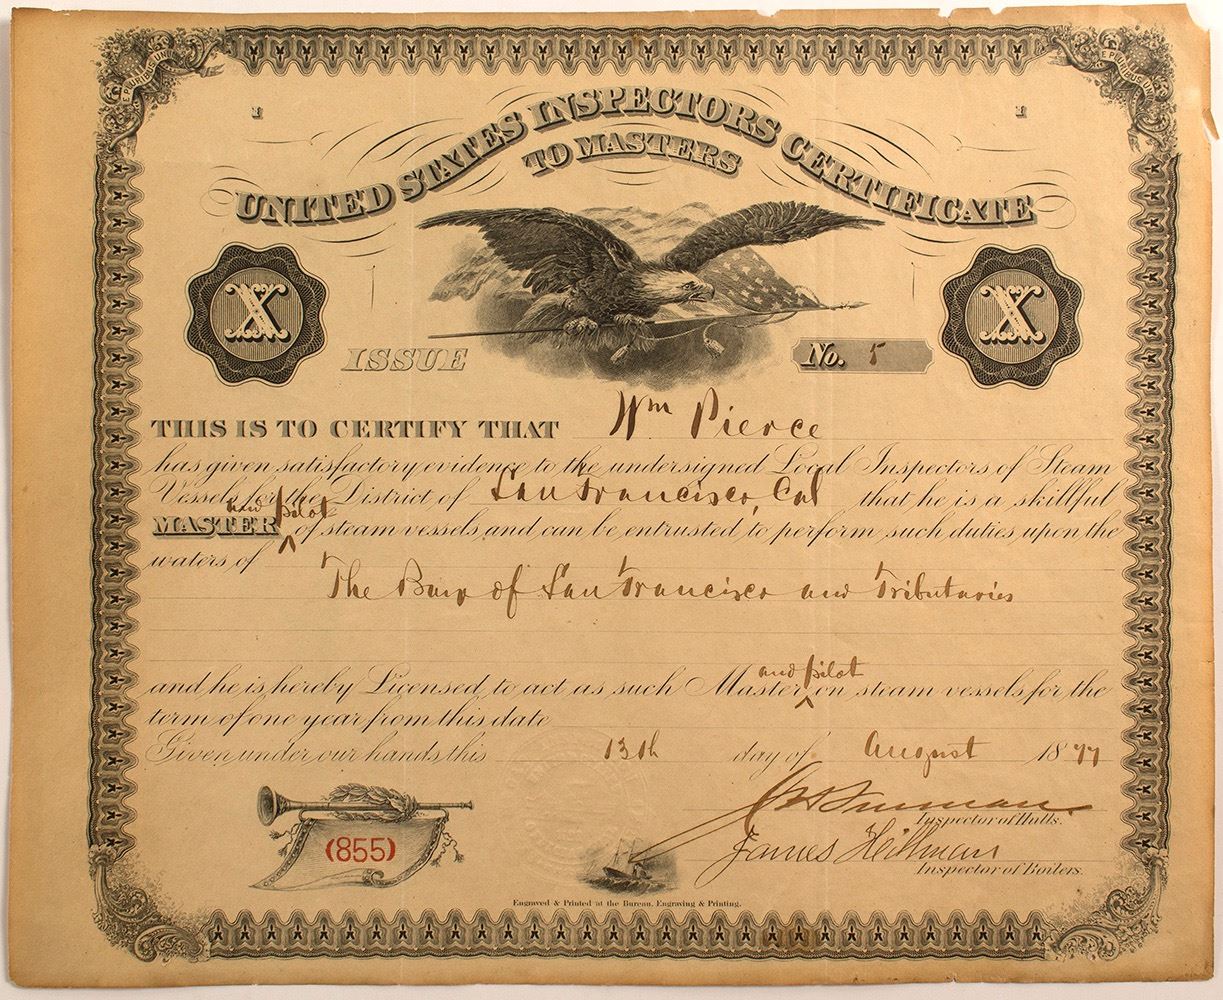 E PLURIBUS UNUM
E PLURIBUS UNUM
1 1
UNITED STATES INSPECTORS CERTIFICATE
TO MASTERS
X X
ISSUE No. 5
THIS IS TO CERTIFY THAT Wm Pierce
has given satisfactory evidence to the undersigned Local Inspectors of Steam
Vessels for the District of San Francisco, Cal that he is a skillful
and pilot
MASTER of steam vessels and can be entrusted to perform such duties upon the
waters of
The Bay of San Francisco and Tributaries
and pilot
and he is hereby Licensed to act as such Master on steam vessels for the
term of one year from this date
Given under our hands this 13th day of August 1877
Inspector of Hulls.
(855)
James Hillman
Inspector of Boilers.
Engraved & Printed at the Bureau, Engraving & Printing.